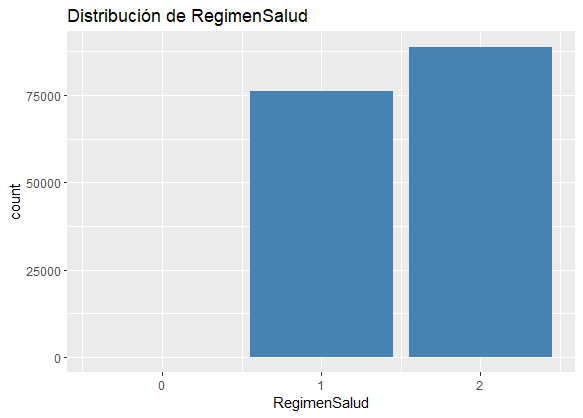 Distribución de RegimenSalud
75000
50000
25000
0
count
0 1 2
RegimenSalud